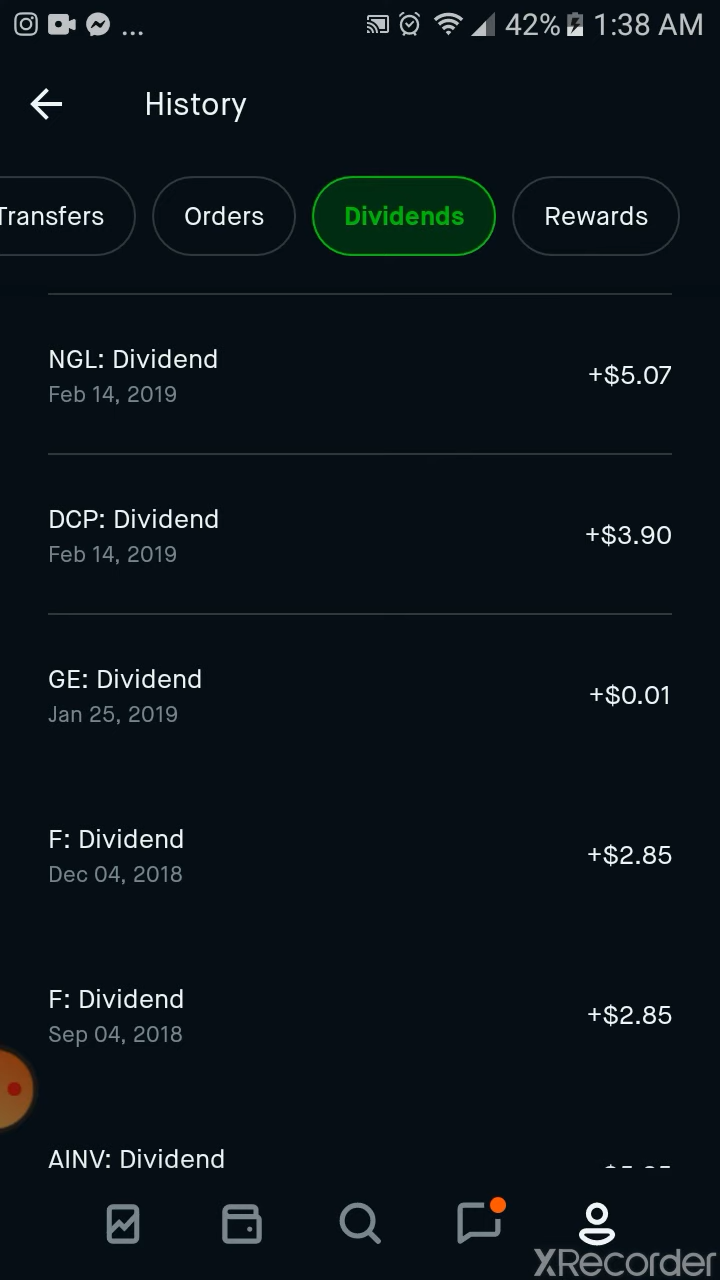 ... 42% 1:38 AM
History
Transfers Orders Dividends Rewards
NGL: Dividend
Feb 14, 2019
+$5.07
DCP: Dividend
Feb 14, 2019
+$3.90
GE: Dividend
Jan 25, 2019
+$0.01
F: Dividend
Dec 04, 2018
+$2.85
F: Dividend
Sep 04, 2018
+$2.85
AINV: Dividend
XRecorder